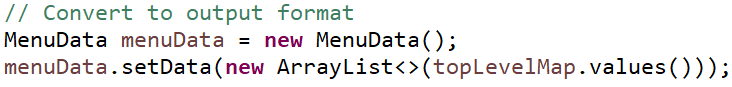 // Convert to output format
MenuData menuData = new MenuData();
menuData.setData(new ArrayList<>(topLevelMap.values()));